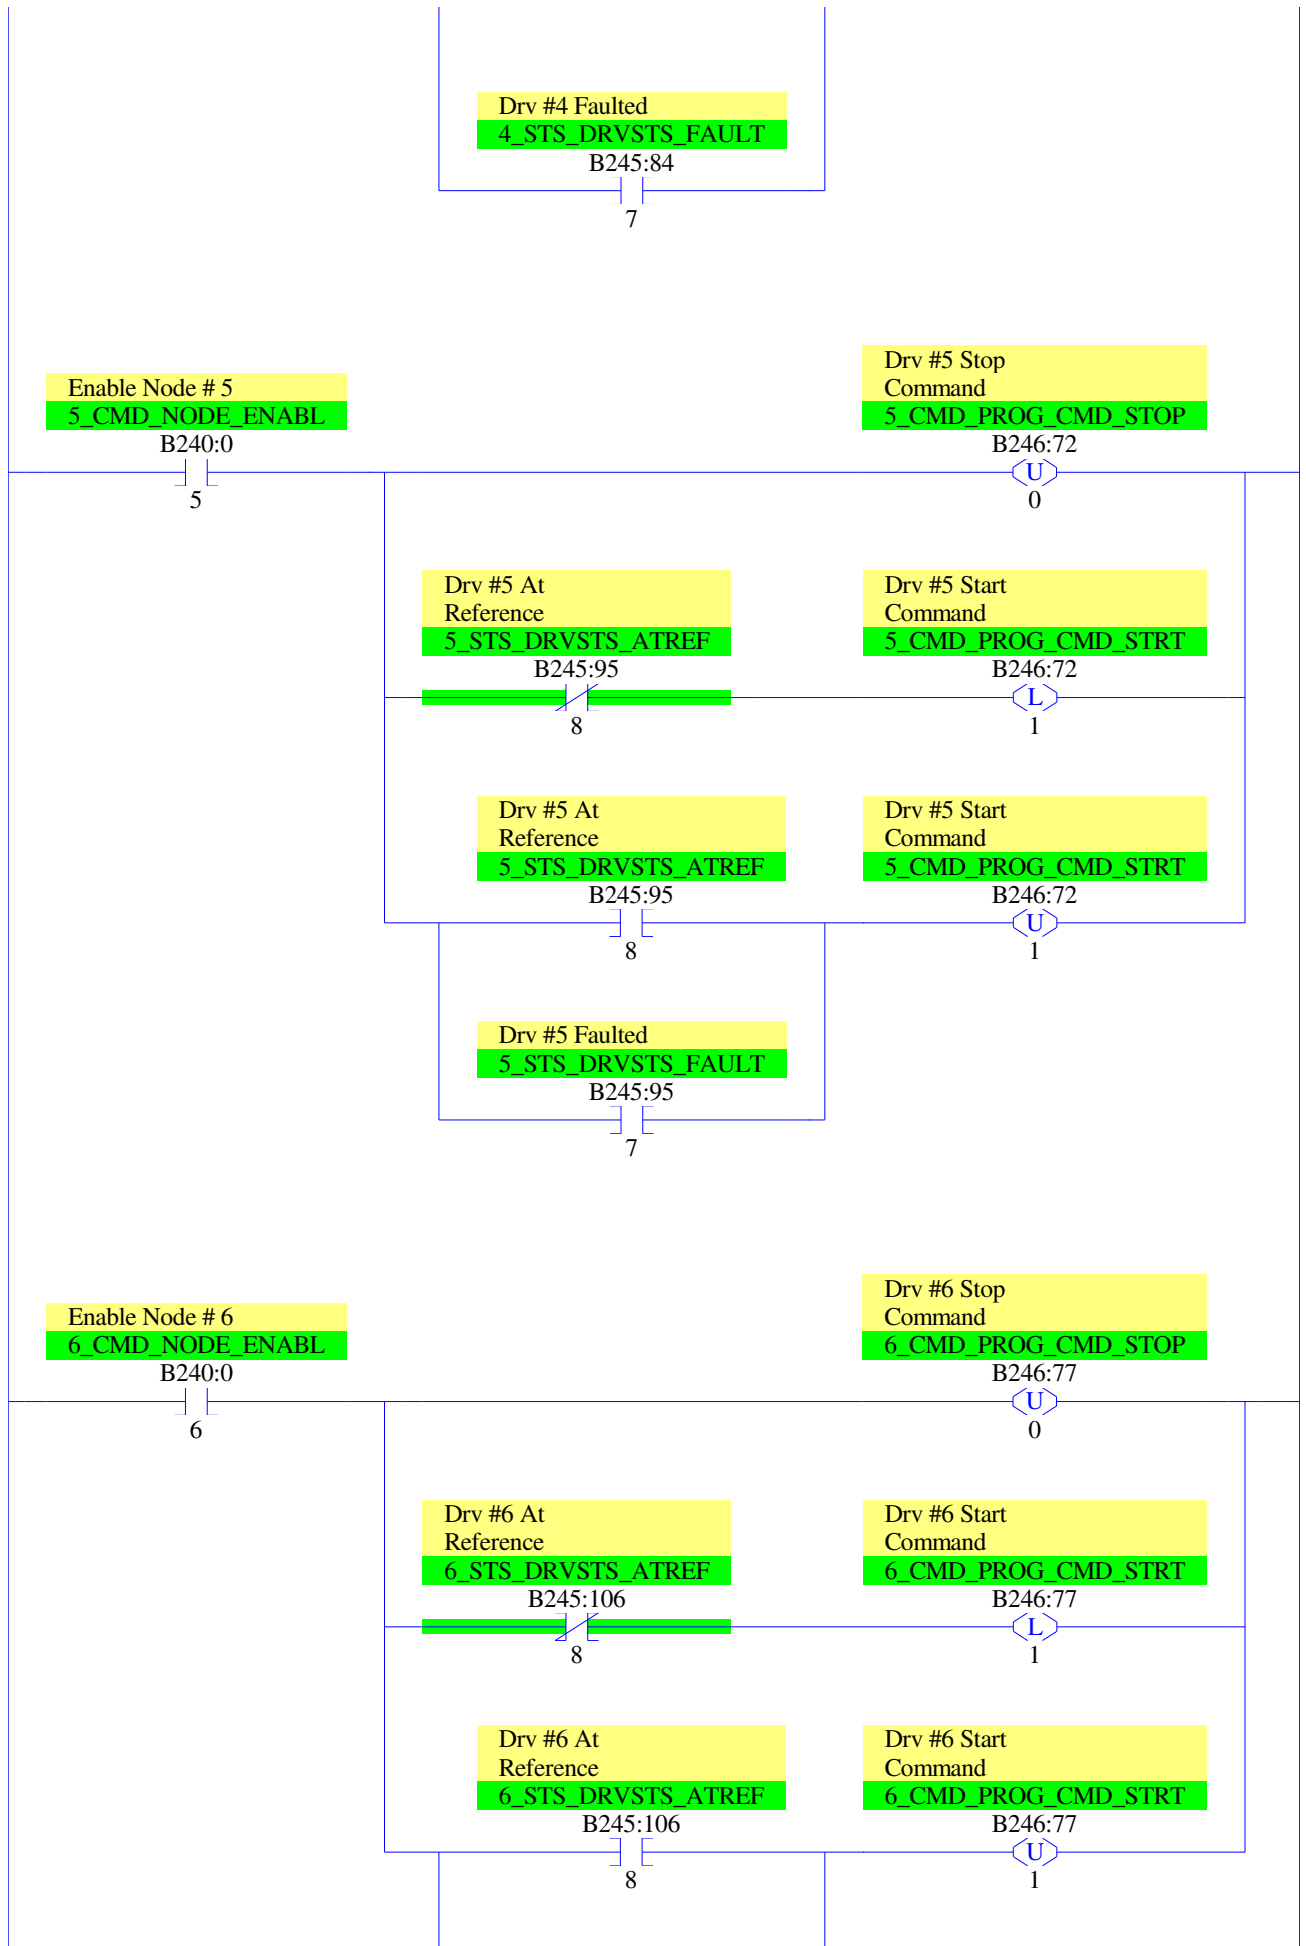 Drv #4 Faulted
4_STS_DRVSTS_FAULT
B245:84
7
Enable Node # 5
5_CMD_NODE_ENABL
B240:0
5
Drv #5 Stop
Command
5_CMD_PROG_CMD_STOP
B246:72
U
0
Drv #5 At
Reference
5_STS_DRVSTS_ATREF
B245:95
8
Drv #5 Start
Command
5_CMD_PROG_CMD_STRT
B246:72
L
1
Drv #5 At
Reference
5_STS_DRVSTS_ATREF
B245:95
8
Drv #5 Start
Command
5_CMD_PROG_CMD_STRT
B246:72
U
1
Drv #5 Faulted
5_STS_DRVSTS_FAULT
B245:95
7
Enable Node # 6
6_CMD_NODE_ENABL
B240:0
6
Drv #6 Stop
Command
6_CMD_PROG_CMD_STOP
B246:77
U
0
Drv #6 At
Reference
6_STS_DRVSTS_ATREF
B245:106
8
Drv #6 Start
Command
6_CMD_PROG_CMD_STRT
B246:77
L
1
Drv #6 At
Reference
6_STS_DRVSTS_ATREF
B245:106
8
Drv #6 Start
Command
6_CMD_PROG_CMD_STRT
B246:77
U
1